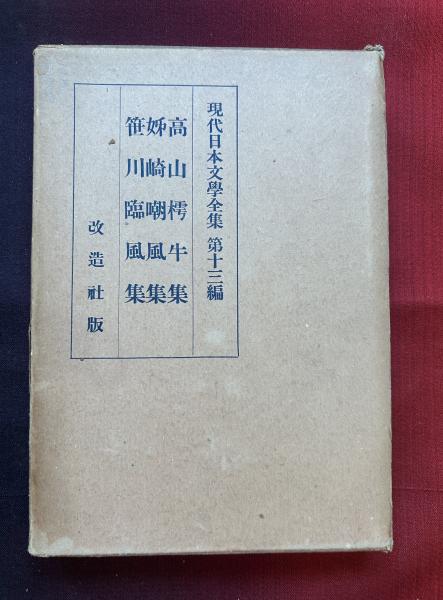 現代日本文學全集 第十三編
高山樗牛集
姊崎嘲風集
笹川臨風集
改造社版